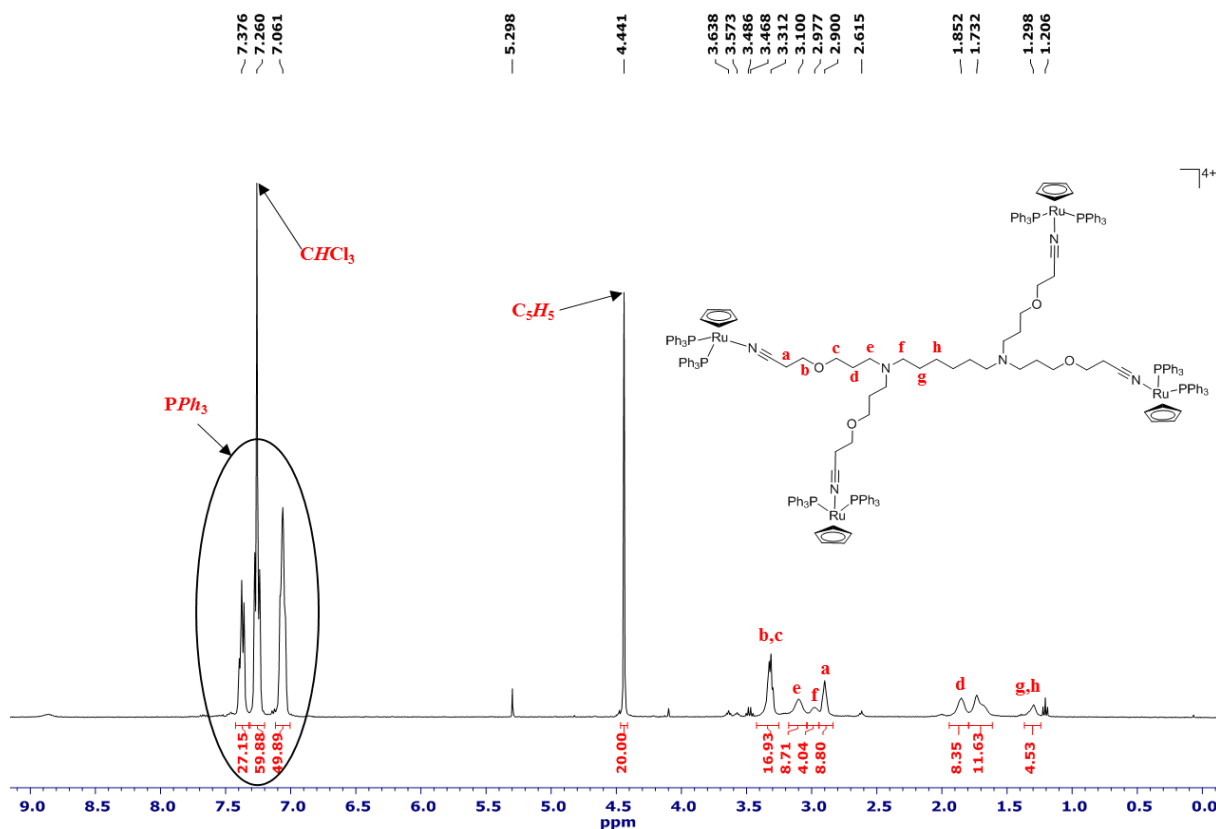 7.376
7.260
7.061
5.298
4.441
3.638
3.573
3.486
3.468
3.312
3.100
2.977
2.900
2.615
1.852
1.732
1.298
1.206
4+
CHCl3
C5H5
PPh3
Ru
Ph3P
PPh3
N
O
Ru
Ph3P
Ph3P
N
a
b
O
c
d
e
N
f
g
h
N
O
N
Ru
PPh3
PPh3
O
N
Ph3P
PPh3
Ru
b,c
e
f
a
d
g,h
27.15
59.88
49.89
20.00
16.93
8.71
4.04
8.80
8.35
11.63
4.53
9.0 8.5 8.0 7.5 7.0 6.5 6.0 5.5 5.0 4.5 4.0 3.5 3.0 2.5 2.0 1.5 1.0 0.5 0.0
ppm